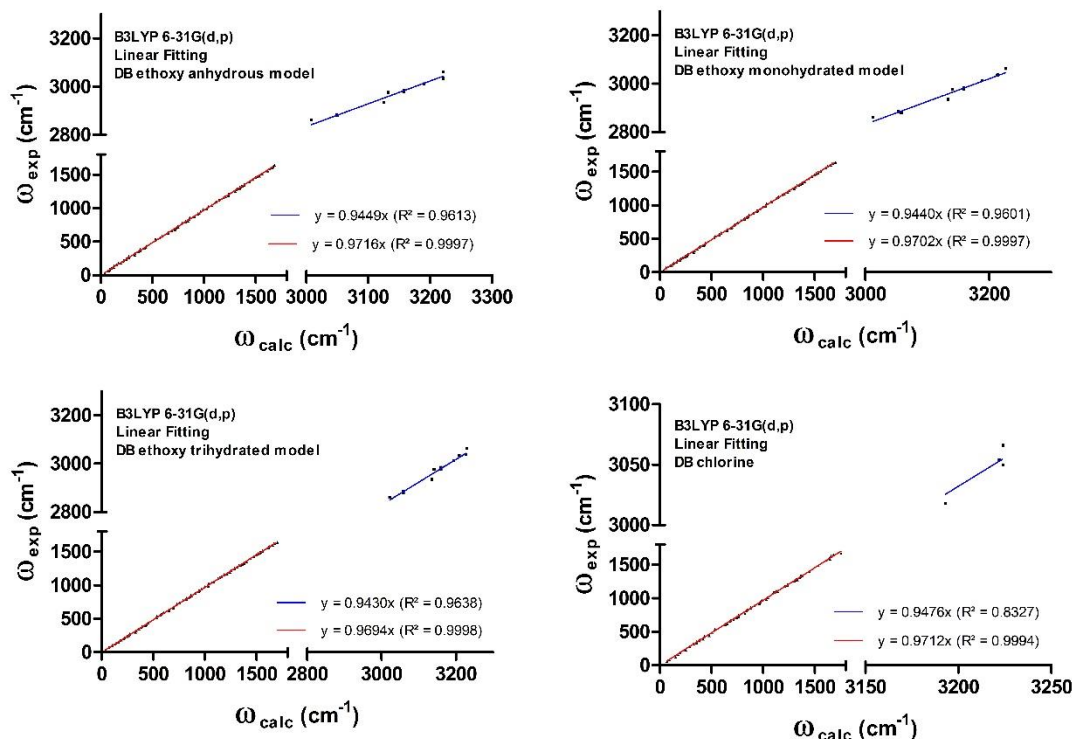 B3LYP 6-31G(d,p)
Linear Fitting
DB ethoxy anhydrous model
ωexp (cm-1)
3200
3000
2800
1500
1000
500
0
y = 0.9449x (R² = 0.9613)
y = 0.9716x (R² = 0.9997)
0 500 1000 1500 3000 3100 3200 3300
ωcalc (cm-1)
B3LYP 6-31G(d,p)
Linear Fitting
DB ethoxy monohydrated model
ωexp (cm-1)
3200
3000
2800
1500
1000
500
0
y = 0.9440x (R² = 0.9601)
y = 0.9702x (R² = 0.9997)
0 500 1000 1500 3000 3200
ωcalc (cm-1)
B3LYP 6-31G(d,p)
Linear Fitting
DB ethoxy trihydrated model
ωexp (cm-1)
3200
3000
2800
1500
1000
500
0
y = 0.9430x (R² = 0.9638)
y = 0.9694x (R² = 0.9998)
0 500 1000 1500 2800 3000 3200
ωcalc (cm-1)
B3LYP 6-31G(d,p)
Linear Fitting
DB chlorine
ωexp (cm-1)
3100
3050
3000
1500
1000
500
0
y = 0.9476x (R² = 0.8327)
y = 0.9712x (R² = 0.9994)
0 500 1000 1500 3150 3200 3250
ωcalc (cm-1)